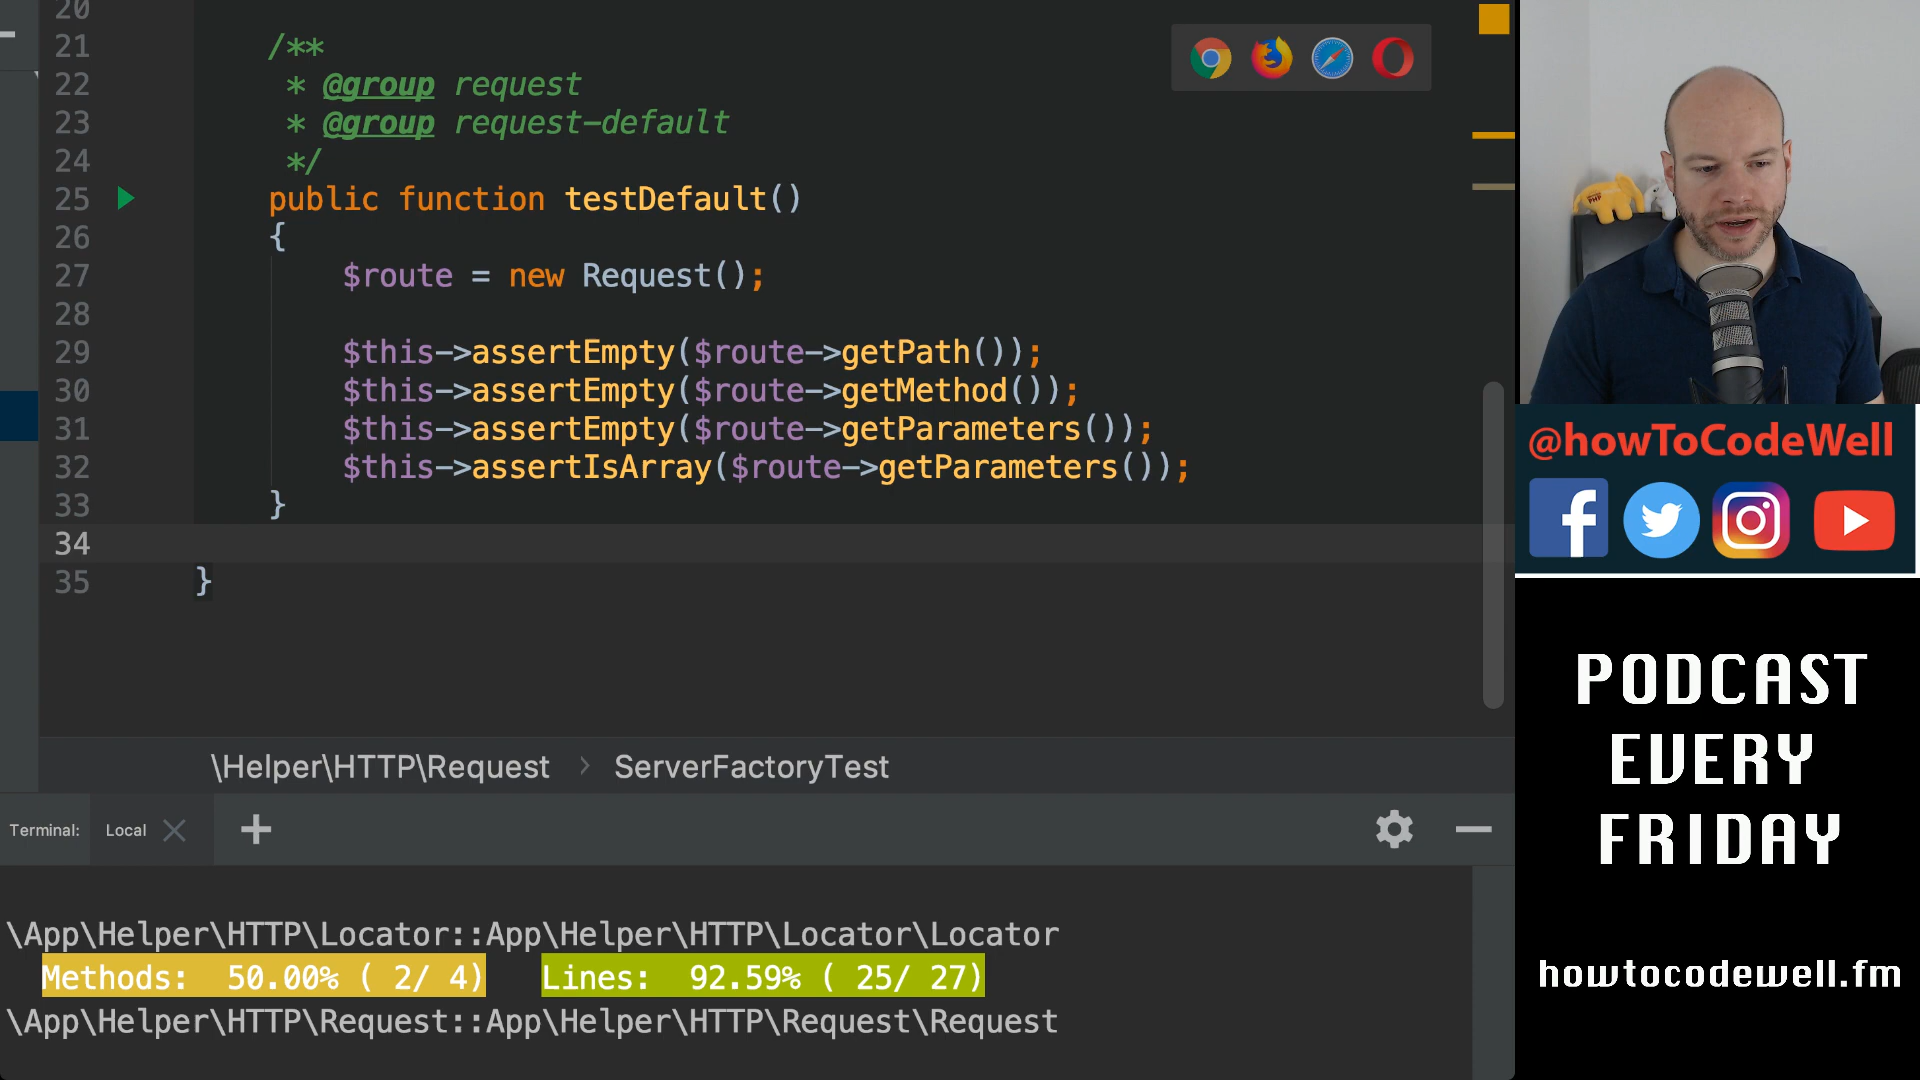 20
21 /**
22 * @group request
23 * @group request-default
24 */
25 public function testDefault()
26 {
27 $route = new Request();
28
29 $this->assertEmpty($route->getPath());
30 $this->assertEmpty($route->getMethod());
31 $this->assertEmpty($route->getParameters());
32 $this->assertIsArray($route->getParameters());
33 }
34
35 }
\Helper\HTTP\Request > ServerFactoryTest
Terminal: Local
\App\Helper\HTTP\Locator::App\Helper\HTTP\Locator\Locator
Methods: 50.00% ( 2/ 4) Lines: 92.59% ( 25/ 27)
\App\Helper\HTTP\Request::App\Helper\HTTP\Request\Request
PHP
@howToCodeWell
PODCAST
EVERY
FRIDAY
howtocodewell.fm